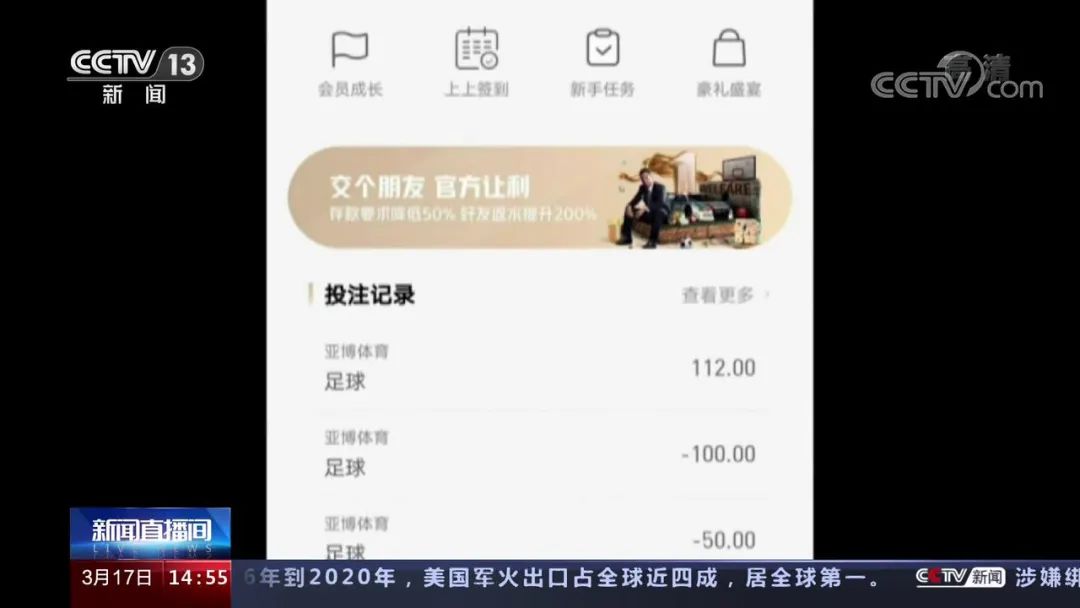 CCTV 13
新闻
高清
CCTV.com
会员成长 上上签到 新手任务 豪礼盛宴
交个朋友 官方让利
存款要求降低50% 好友返水提升200%
WELFARE
投注记录 查看更多 ›
亚博体育
足球 112.00
亚博体育
足球 -100.00
亚博体育
足球 -50.00
新闻直播间
LIVE NEWS
3月17日 14:55 6年到2020年，美国军火出口占全球近四成，居全球第一。 CCTV新闻 涉嫌绑